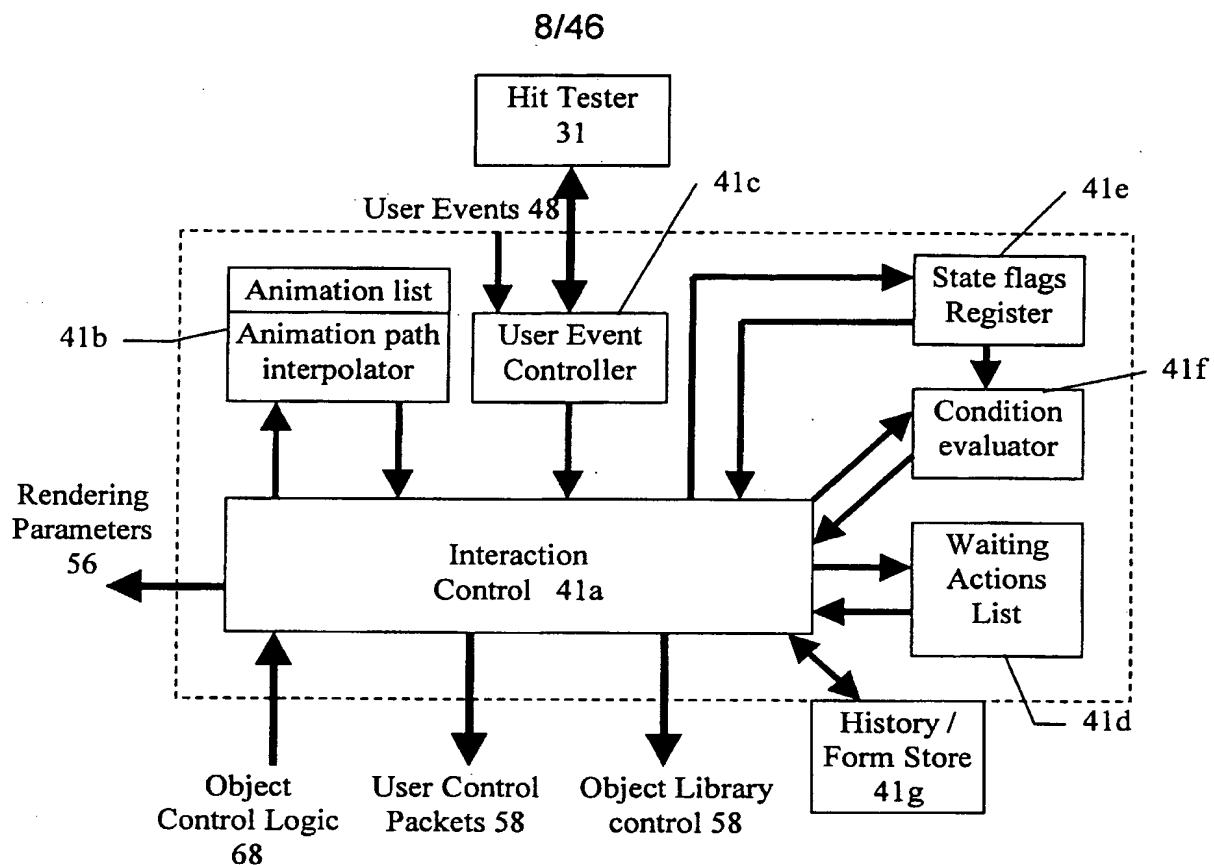 8/46
Hit Tester
31
41c
41e
User Events 48
Animation list
Animation path
interpolator
41b
User Event
Controller
State flags
Register
41f
Condition
evaluator
Rendering
Parameters
56
Interaction
Control 41a
Waiting
Actions
List
41d
History /
Form Store
41g
Object
Control Logic
68
User Control
Packets 58
Object Library
control 58